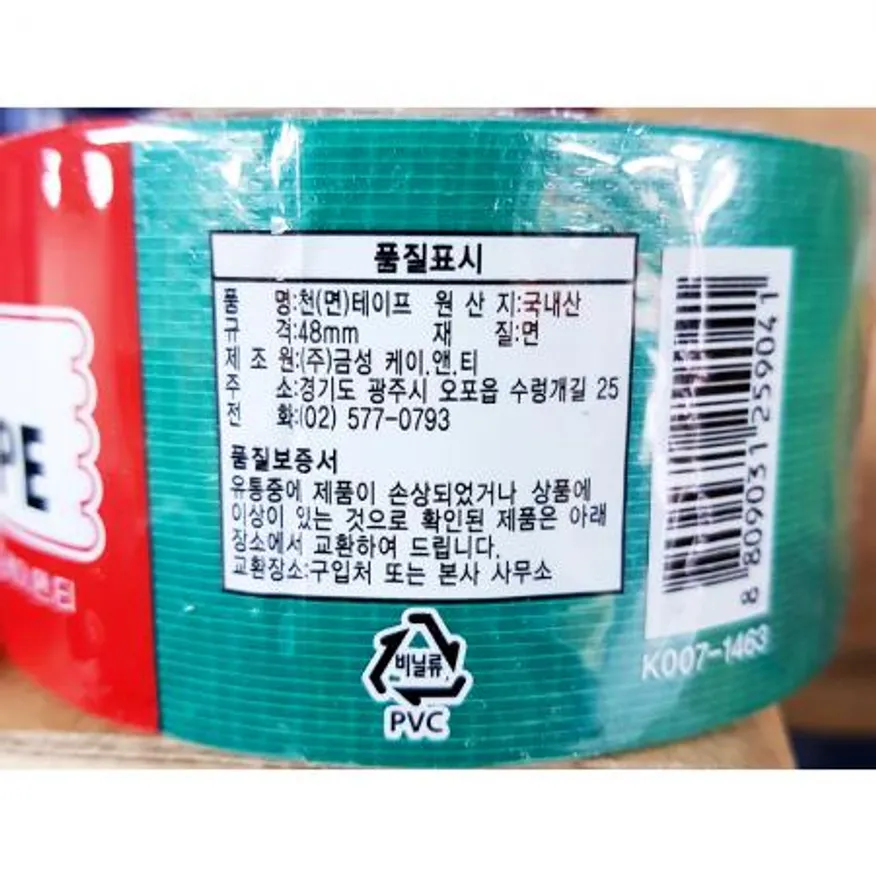 품질표시
품 명:천(면)테이프 원 산 지:국내산
규 격:48mm 재 질:면
제 조 원:(주)금성 케이.앤.티
주 소:경기도 광주시 오포읍 수렁개길 25
전 화:(02) 577-0793
품질보증서
유통중에 제품이 손상되었거나 상품에
이상이 있는 것으로 확인된 제품은 아래
장소에서 교환하여 드립니다.
교환장소:구입처 또는 본사 사무소
비닐류
PVC
8 809031 259041
K007-1463
PE